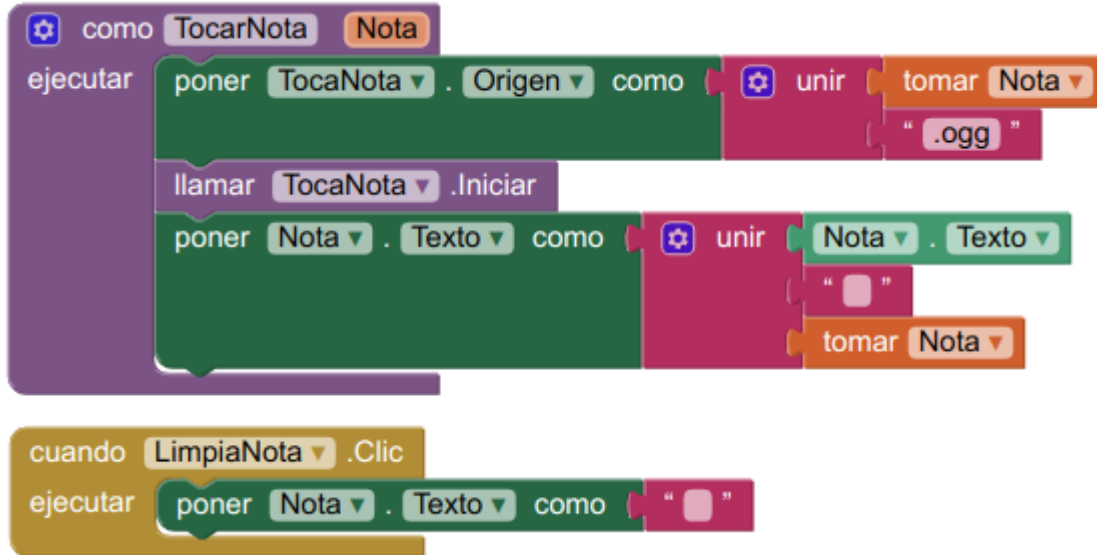 como TocarNota Nota
ejecutar poner TocaNota ▾ . Origen ▾ como unir tomar Nota ▾
“ .ogg ”
llamar TocaNota ▾ .Iniciar
poner Nota ▾ . Texto ▾ como unir Nota ▾ . Texto ▾
“ ”
tomar Nota ▾
cuando LimpiaNota ▾ .Clic
ejecutar poner Nota ▾ . Texto ▾ como “ ”